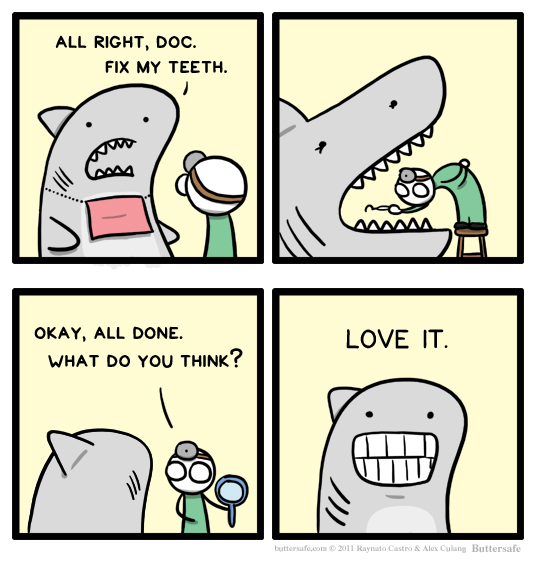 ALL RIGHT, DOC.
FIX MY TEETH.
OKAY, ALL DONE.
WHAT DO YOU THINK?
LOVE IT.
buttersafe.com © 2011 Raynato Castro & Alex Culang Buttersafe